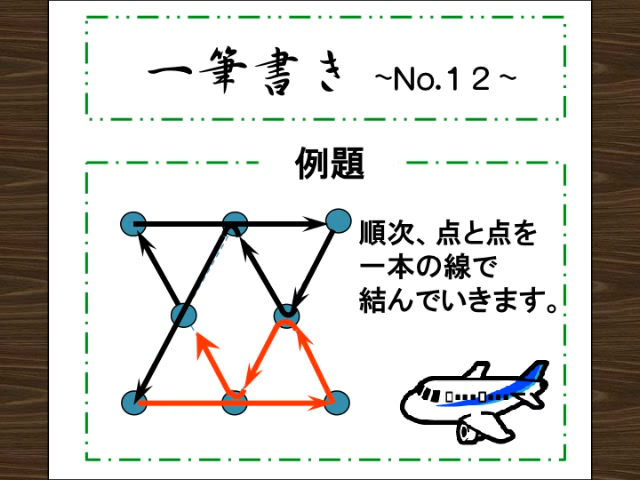 一筆書き ~No.１２~
例題
順次、点と点を
一本の線で
結んでいきます。